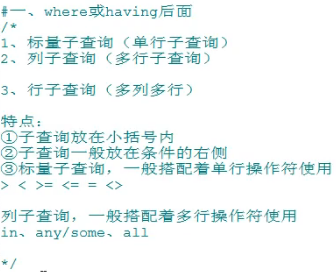 #一、where或having后面
/*
1、标量子查询（单行子查询）
2、列子查询（多行子查询）
3、行子查询（多列多行）
特点：
①子查询放在小括号内
②子查询一般放在条件的右侧
③标量子查询，一般搭配着单行操作符使用
> < >= <= = <>
列子查询，一般搭配着多行操作符使用
in、any/some、all
*/